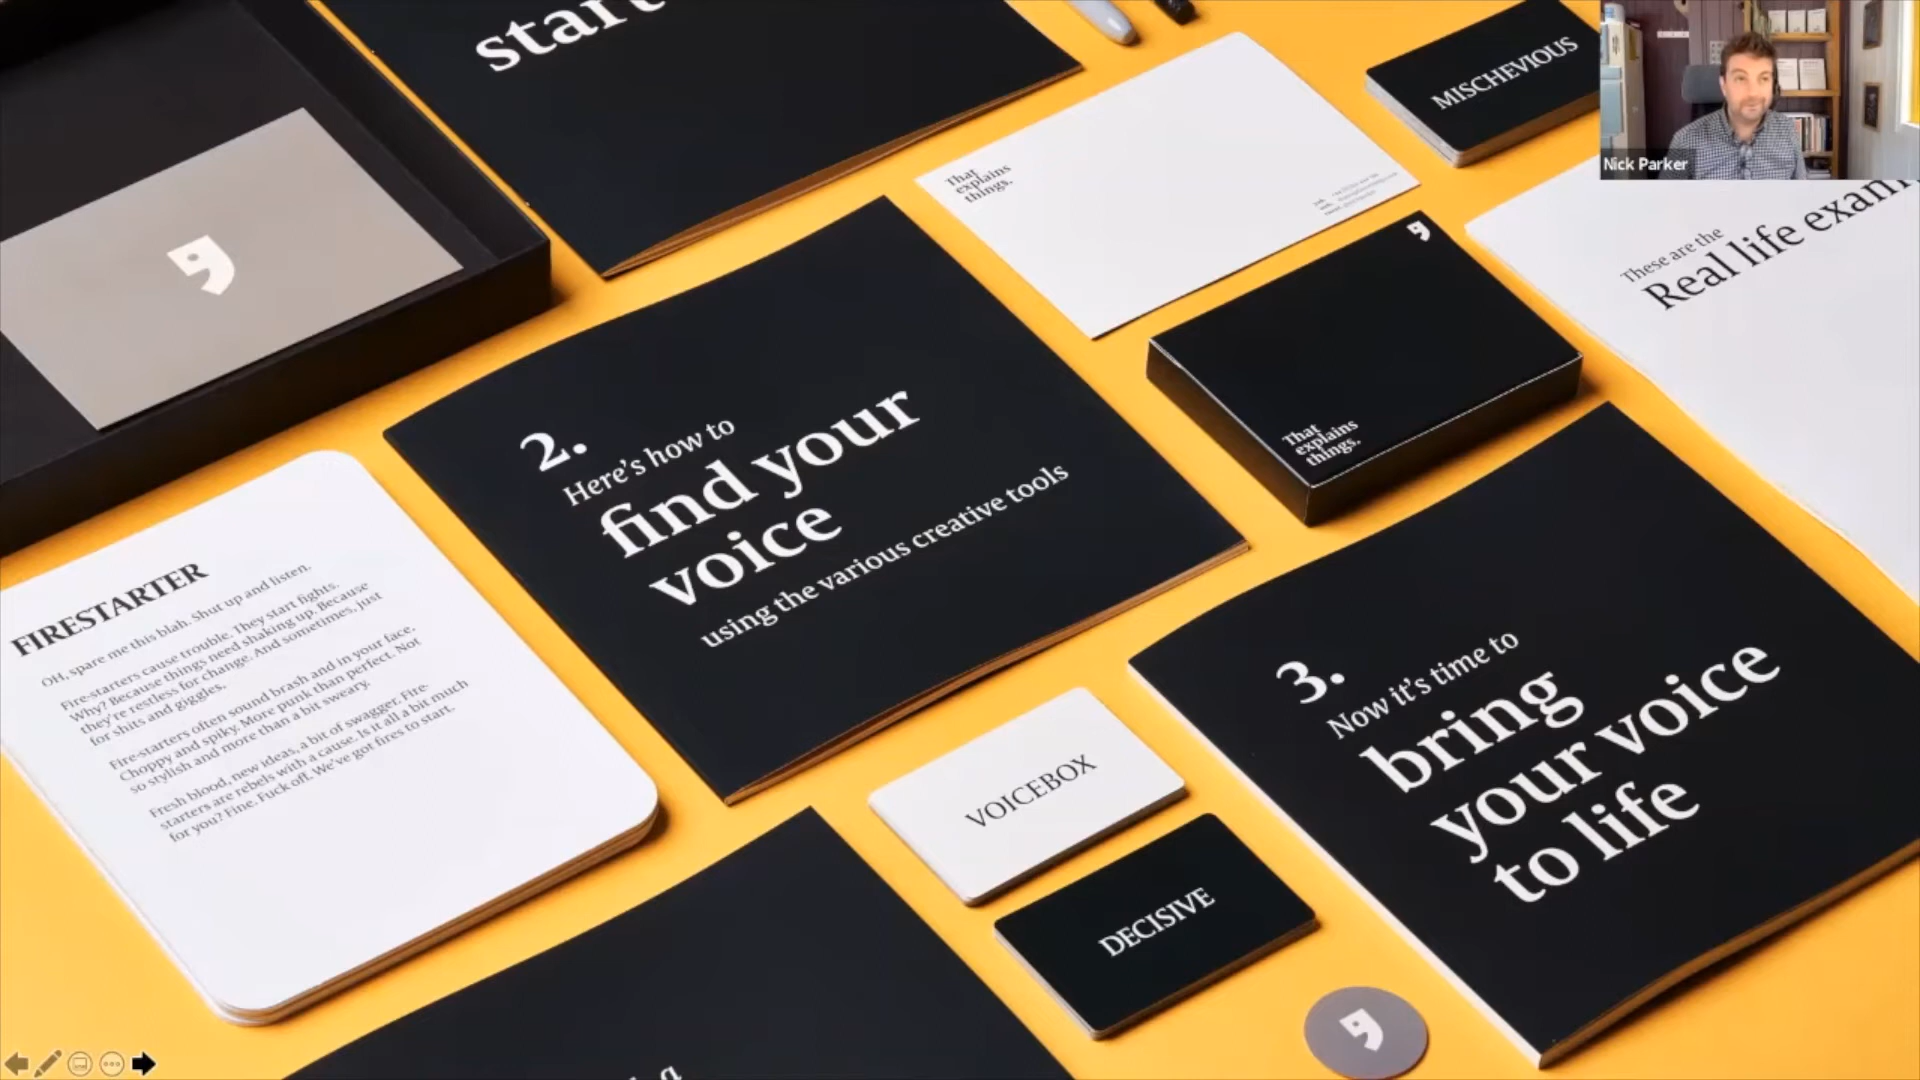 start
MISCHEVIOUS
Nick Parker
That
explains
things.
These are the
Real life exam
2.
Here's how to
find your
voice
using the various creative tools
That
explains
things.
FIRESTARTER
OH, spare me this blah. Shut up and listen.
Fire-starters cause trouble. They start fights.
Why? Because things need shaking up. Because
they're restless for change. And sometimes, just
for shits and giggles.
Fire-starters often sound brash and in your face.
Choppy and spiky. More punk than perfect. Not
so stylish and more than a bit sweary.
Fresh blood, new ideas, a bit of swagger. Fire-
starters are rebels with a cause. Is it all a bit much
for you? Fine. Fuck off. We've got fires to start.
3.
Now it's time to
bring
your voice
to life
VOICEBOX
DECISIVE